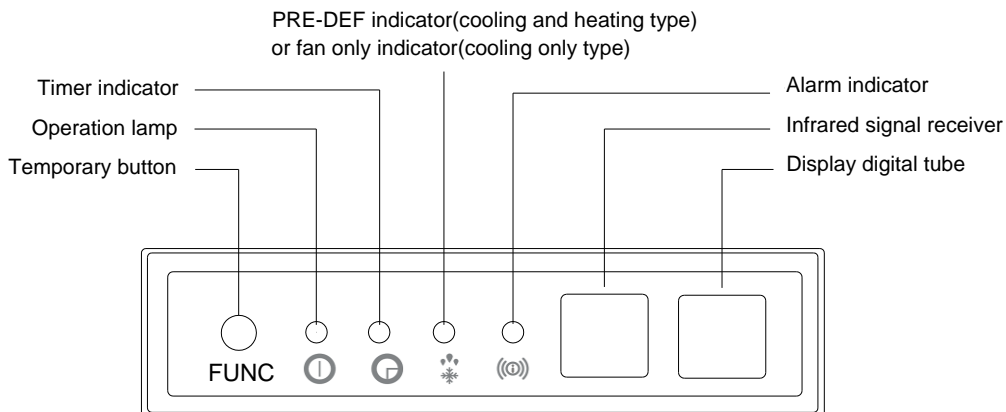 PRE-DEF indicator(cooling and heating type)
or fan only indicator(cooling only type)
Timer indicator
Operation lamp
Temporary button
Alarm indicator
Infrared signal receiver
Display digital tube
FUNC